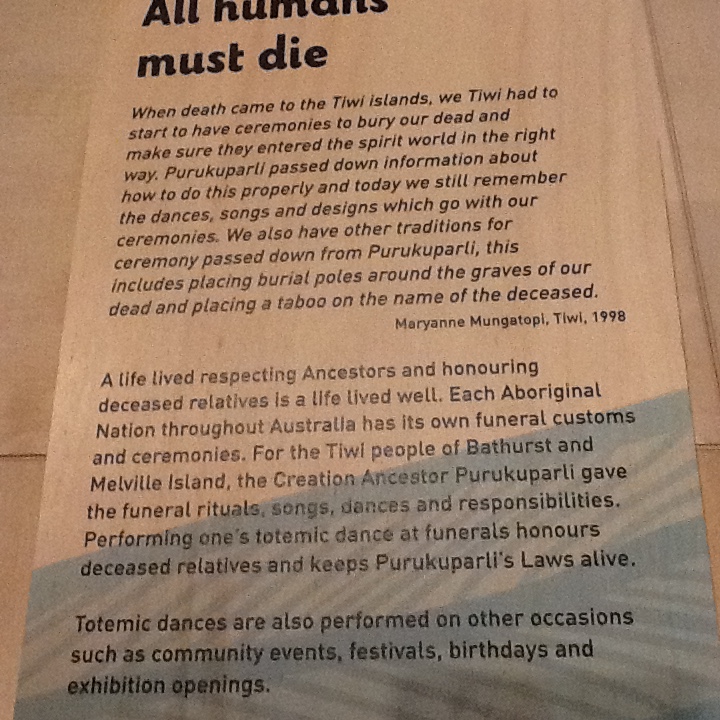 All humans
must die
When death came to the Tiwi islands, we Tiwi had to
start to have ceremonies to bury our dead and
make sure they entered the spirit world in the right
way. Purukuparli passed down information about
how to do this properly and today we still remember
the dances, songs and designs which go with our
ceremonies. We also have other traditions for
ceremony passed down from Purukuparli, this
includes placing burial poles around the graves of our
dead and placing a taboo on the name of the deceased.
Maryanne Mungatopi, Tiwi, 1998
A life lived respecting Ancestors and honouring
deceased relatives is a life lived well. Each Aboriginal
Nation throughout Australia has its own funeral customs
and ceremonies. For the Tiwi people of Bathurst and
Melville Island, the Creation Ancestor Purukuparli gave
the funeral rituals, songs, dances and responsibilities.
Performing one's totemic dance at funerals honours
deceased relatives and keeps Purukuparli's Laws alive.
Totemic dances are also performed on other occasions
such as community events, festivals, birthdays and
exhibition openings.